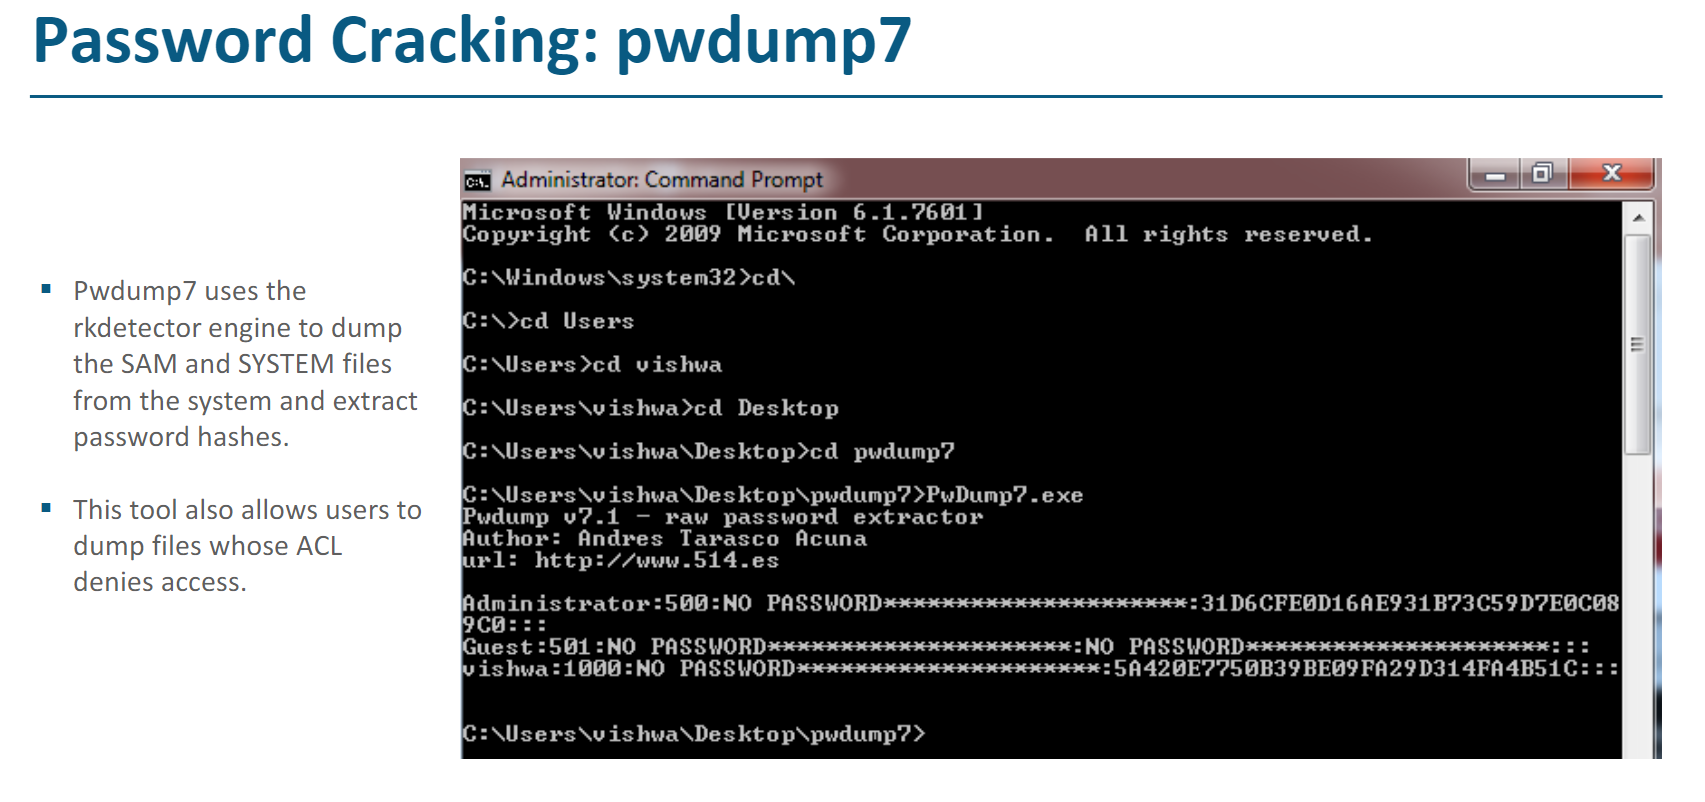 Password Cracking: pwdump7
▪ Pwdump7 uses the
rkdetector engine to dump
the SAM and SYSTEM files
from the system and extract
password hashes.
▪ This tool also allows users to
dump files whose ACL
denies access.
C:\. Administrator: Command Prompt
Microsoft Windows [Version 6.1.7601]
Copyright (c) 2009 Microsoft Corporation.  All rights reserved.
C:\Windows\system32>cd\
C:\>cd Users
C:\Users>cd vishwa
C:\Users\vishwa>cd Desktop
C:\Users\vishwa\Desktop>cd pwdump7
C:\Users\vishwa\Desktop\pwdump7>PwDump7.exe
Pwdump v7.1 - raw password extractor
Author: Andres Tarasco Acuna
url: http://www.514.es
Administrator:500:NO PASSWORD*********************:31D6CFE0D16AE931B73C59D7E0C08
9C0:::
Guest:501:NO PASSWORD*********************:NO PASSWORD*********************:::
vishwa:1000:NO PASSWORD*********************:5A420E7750B39BE09FA29D314FA4B51C:::
C:\Users\vishwa\Desktop\pwdump7>